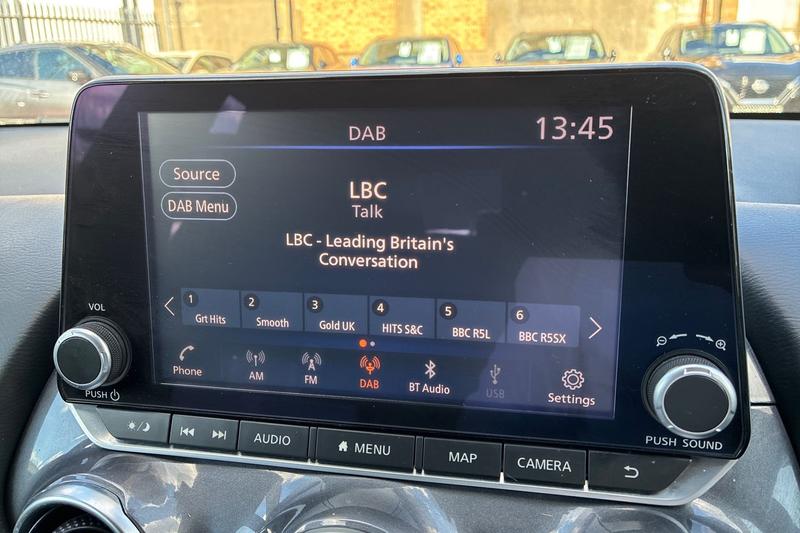 DAB
13:45
Source
DAB Menu
LBC
Talk
LBC - Leading Britain's
Conversation
1
Grt Hits
2
Smooth
3
Gold UK
4
HITS S&C
5
BBC R5L
6
BBC R5SX
Phone
AM
FM
DAB
BT Audio
USB
Settings
VOL
PUSH
PUSH SOUND
AUDIO
MENU
MAP
CAMERA